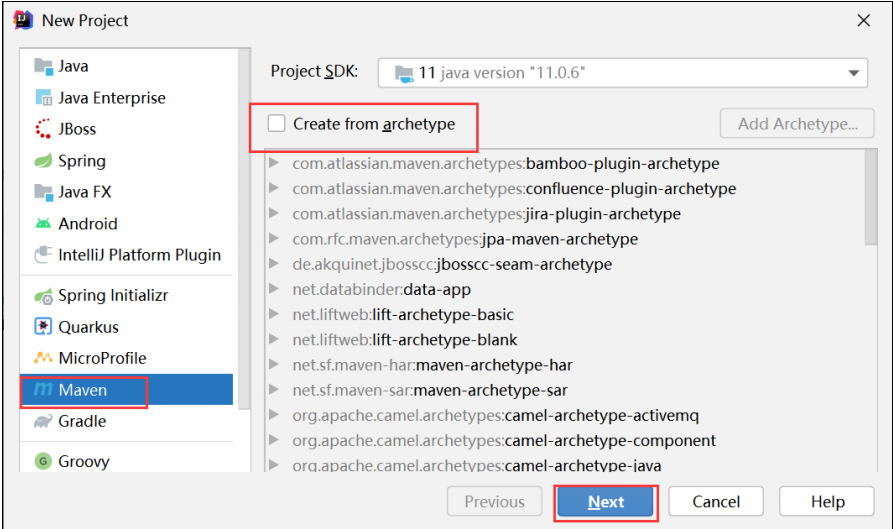 New Project
Java
Java Enterprise
JBoss
Spring
Java FX
Android
IntelliJ Platform Plugin
Spring Initializr
Quarkus
MicroProfile
Maven
Gradle
Groovy
Project SDK: 11 java version "11.0.6"
Create from archetype
Add Archetype...
com.atlassian.maven.archetypes:bamboo-plugin-archetype
com.atlassian.maven.archetypes:confluence-plugin-archetype
com.atlassian.maven.archetypes:jira-plugin-archetype
com.rfc.maven.archetypes:jpa-maven-archetype
de.akquinet.jbosscc:jbosscc-seam-archetype
net.databinder:data-app
net.liftweb:lift-archetype-basic
net.liftweb:lift-archetype-blank
net.sf.maven-har:maven-archetype-har
net.sf.maven-sar:maven-archetype-sar
org.apache.camel.archetypes:camel-archetype-activemq
org.apache.camel.archetypes:camel-archetype-component
org.apache.camel.archetypes:camel-archetype-java
Previous
Next
Cancel
Help